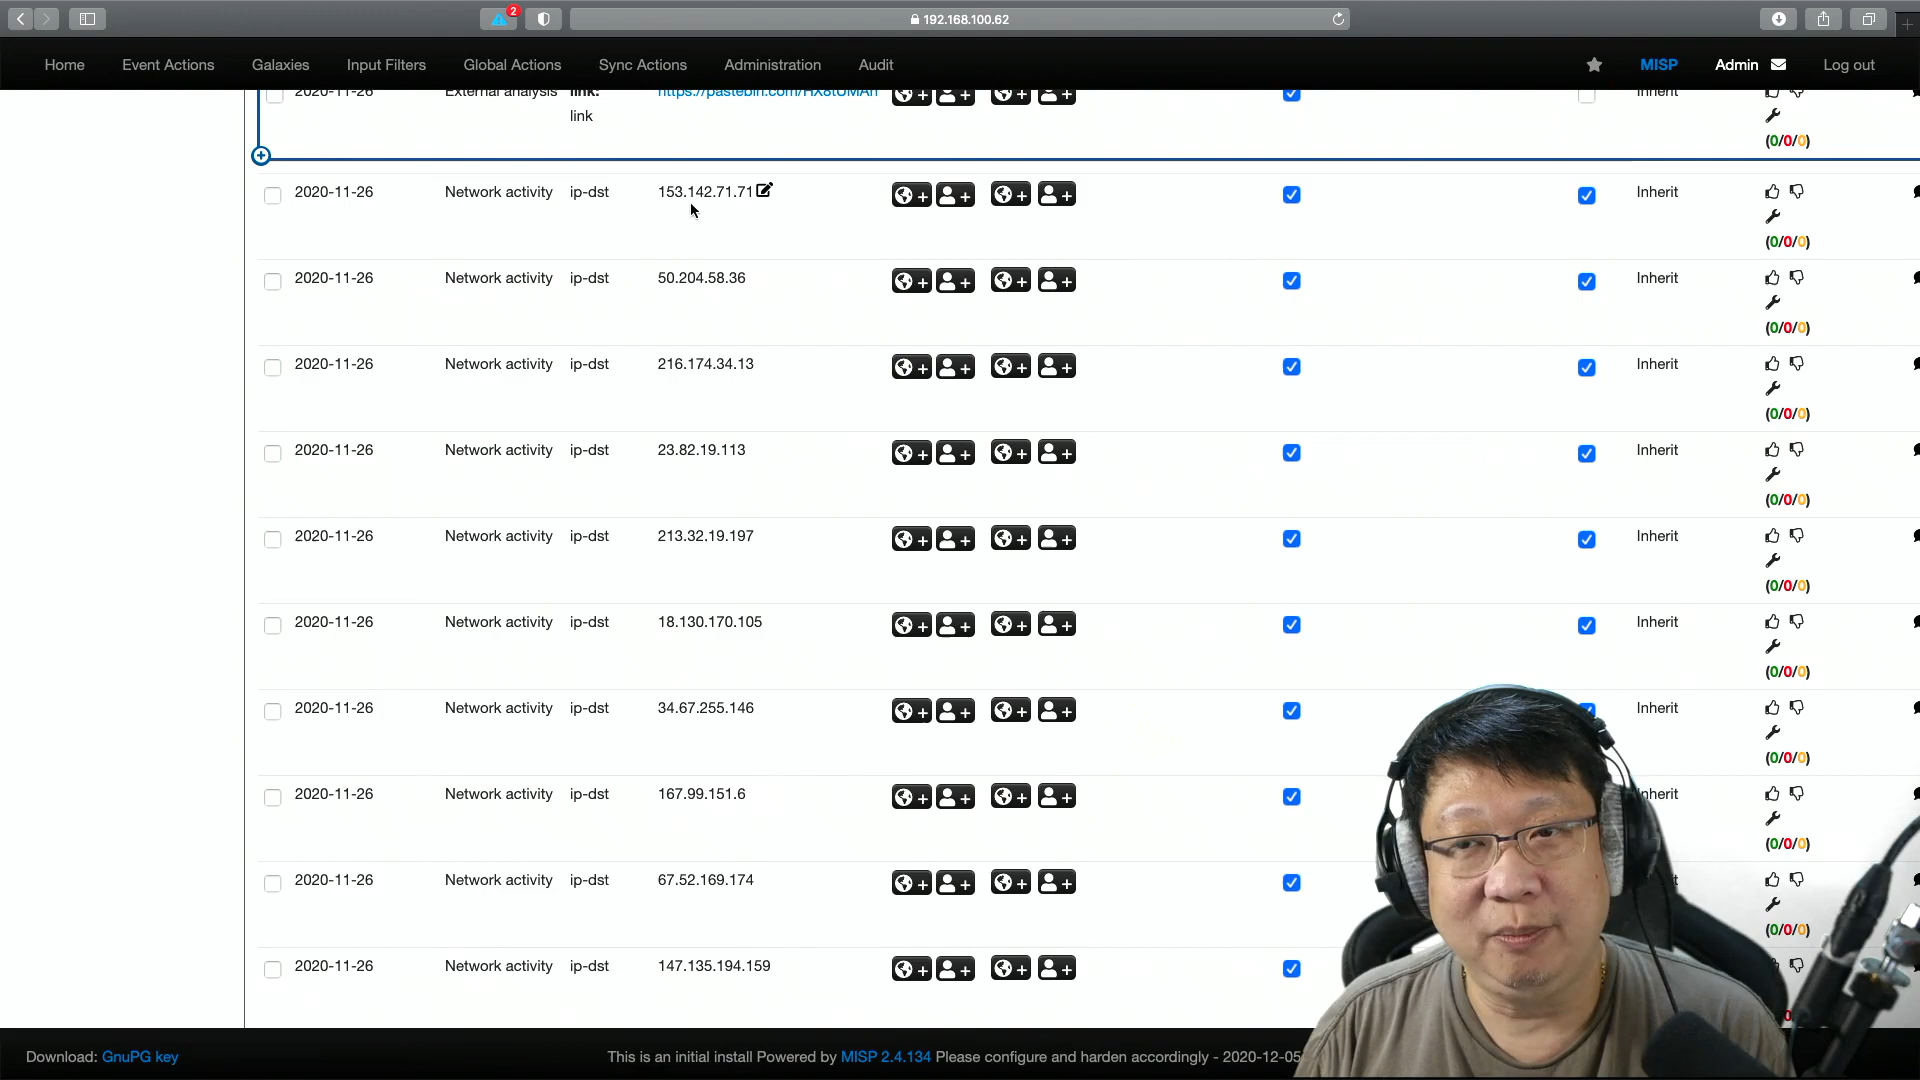 2
192.168.100.62
Home Event Actions Galaxies Input Filters Global Actions Sync Actions Administration Audit MISP Admin Log out
2020-11-26 External analysis link: Inherit
link
(0/0/0)
2020-11-26 Network activity ip-dst 153.142.71.71 Inherit
(0/0/0)
2020-11-26 Network activity ip-dst 50.204.58.36 Inherit
(0/0/0)
2020-11-26 Network activity ip-dst 216.174.34.13 Inherit
(0/0/0)
2020-11-26 Network activity ip-dst 23.82.19.113 Inherit
(0/0/0)
2020-11-26 Network activity ip-dst 213.32.19.197 Inherit
(0/0/0)
2020-11-26 Network activity ip-dst 18.130.170.105 Inherit
(0/0/0)
2020-11-26 Network activity ip-dst 34.67.255.146 Inherit
(0/0/0)
2020-11-26 Network activity ip-dst 167.99.151.6 Inherit
(0/0/0)
2020-11-26 Network activity ip-dst 67.52.169.174
(0/0/0)
2020-11-26 Network activity ip-dst 147.135.194.159
Download: GnuPG key This is an initial install Powered by MISP 2.4.134 Please configure and harden accordingly - 2020-12-05